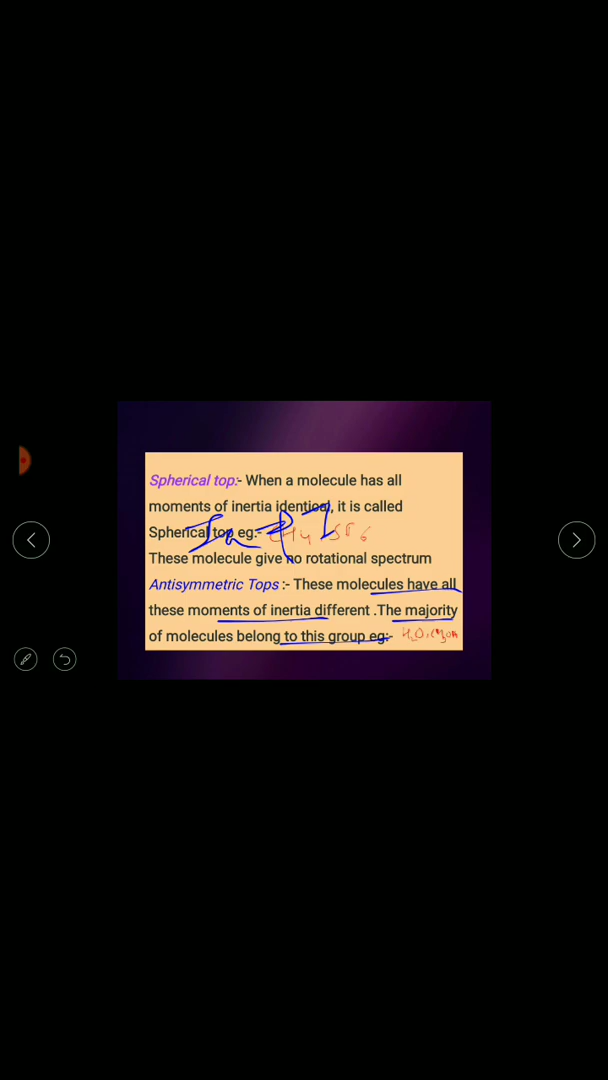 Spherical top:- When a molecule has all
moments of inertia identical, it is called
Spherical top eg:- CH4, SF6
These molecule give no rotational spectrum
Antisymmetric Tops :- These molecules have all
these moments of inertia different .The majority
of molecules belong to this group eg:- H2O, CH3OH